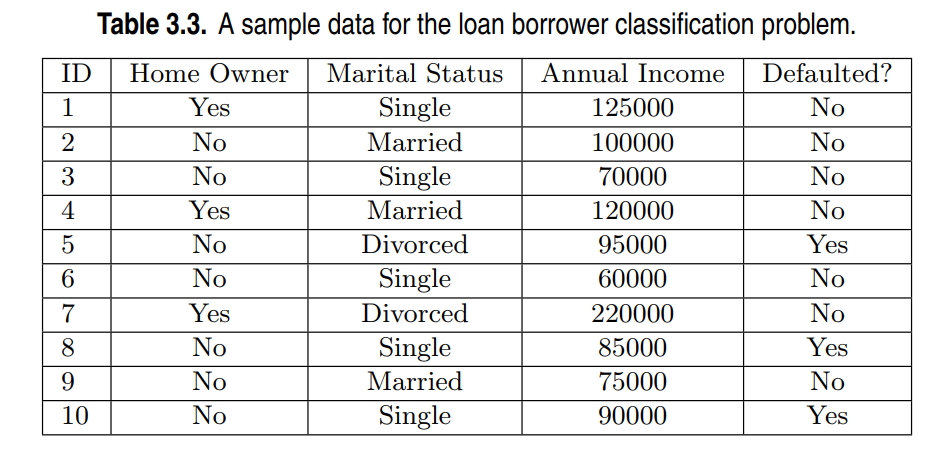 Table 3.3. A sample data for the loan borrower classification problem.
ID Home Owner Marital Status Annual Income Defaulted?
1 Yes Single 125000 No
2 No Married 100000 No
3 No Single 70000 No
4 Yes Married 120000 No
5 No Divorced 95000 Yes
6 No Single 60000 No
7 Yes Divorced 220000 No
8 No Single 85000 Yes
9 No Married 75000 No
10 No Single 90000 Yes